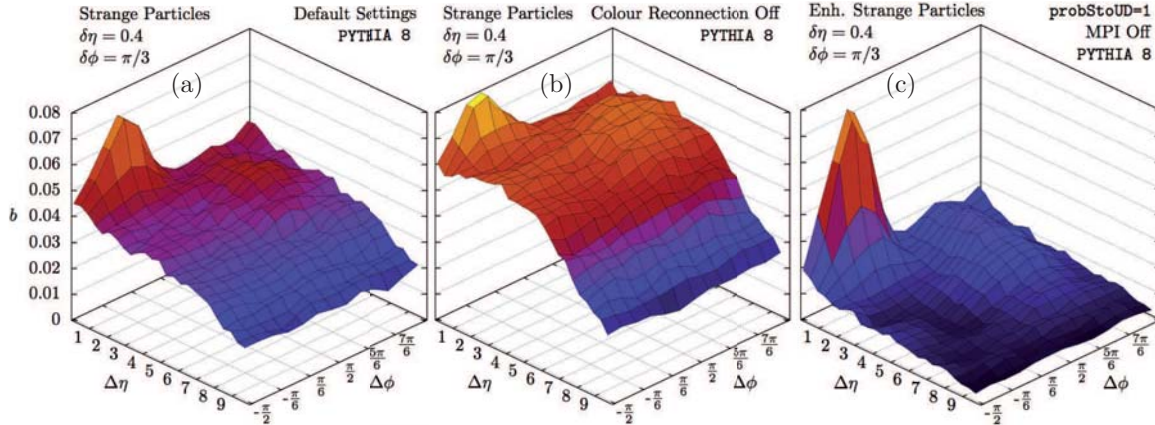 Strange Particles Default Settings
δη = 0.4 PYTHIA 8
δϕ = π/3
(a)
Strange Particles Colour Reconnection Off
δη = 0.4 PYTHIA 8
δϕ = π/3
(b)
Enh. Strange Particles probStoUD=1
δη = 0.4 MPI Off
δϕ = π/3 PYTHIA 8
(c)
0.08
0.07
0.06
0.05
0.04
0.03
0.02
0.01
0
b
1 2 3 4 5 6 7 8 9
Δη
-π/2 -π/6 π/6 π/2 5π/6 7π/6
Δϕ
1 2 3 4 5 6 7 8 9
Δη
-π/2 -π/6 π/6 π/2 5π/6 7π/6
Δϕ
1 2 3 4 5 6 7 8 9
Δη
-π/2 -π/6 π/6 π/2 5π/6 7π/6
Δϕ